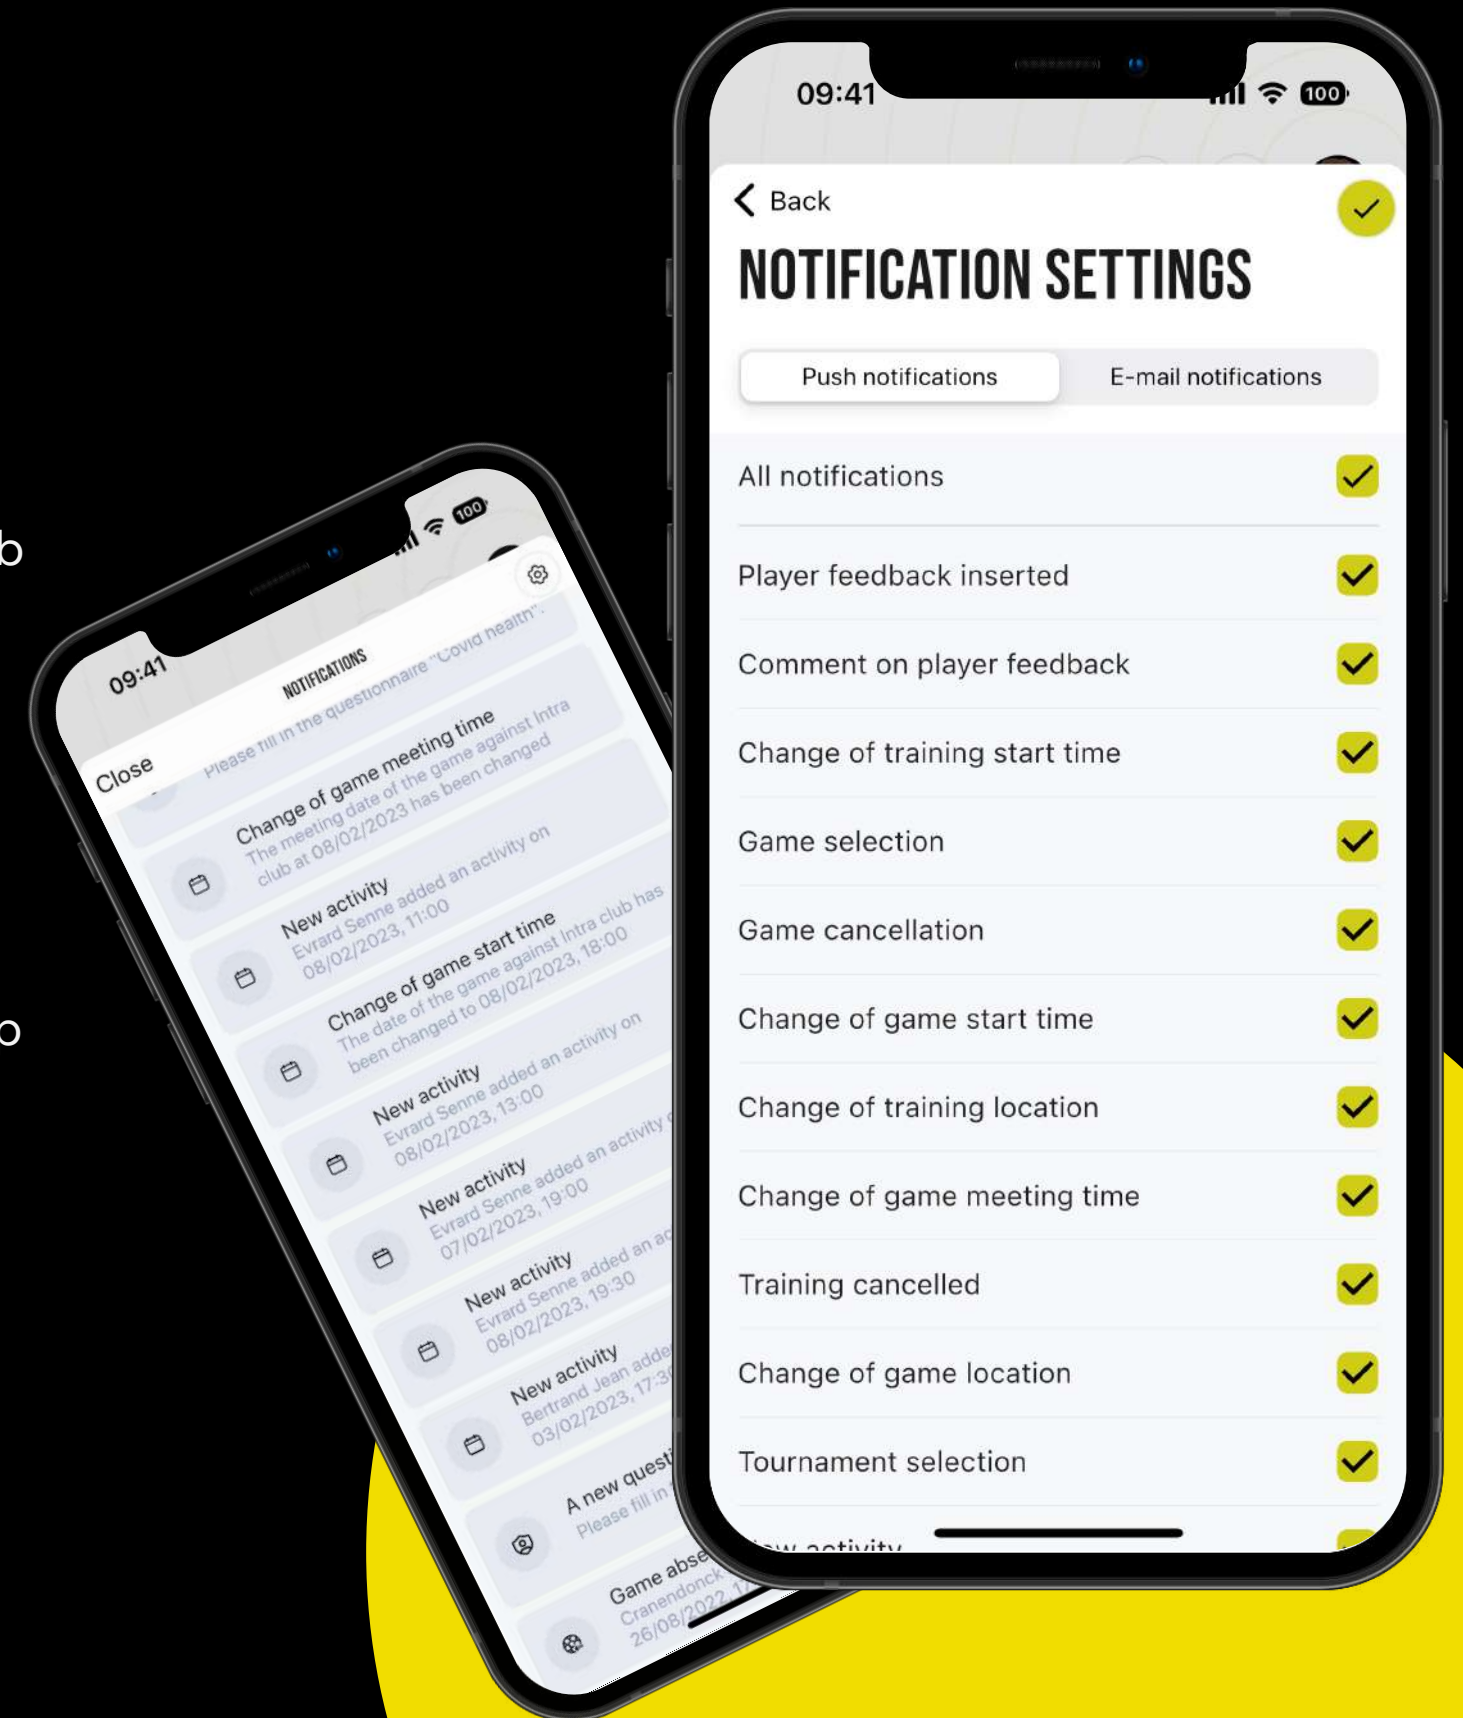 b
b
09:41
100
NOTIFICATIONS
Close
Please fill in the questionnaire "Covid health".
Change of game meeting time
The meeting date of the game against Intra
club at 08/02/2023 has been changed
New activity
Evrard Senne added an activity on
08/02/2023, 11:00
Change of game start time
The date of the game against Intra club has
been changed to 08/02/2023, 18:00
New activity
Evrard Senne added an activity on
08/02/2023, 13:00
New activity
Evrard Senne added an activity
07/02/2023, 19:00
New activity
Evrard Senne added an
08/02/2023, 19:30
New activity
Bertrand Jean
03/02/2023,
A new
Please fill in
Game
Cranendonck
26/08/2022,
09:41
100
Back
NOTIFICATION SETTINGS
Push notifications
E-mail notifications
All notifications
Player feedback inserted
Comment on player feedback
Change of training start time
Game selection
Game cancellation
Change of game start time
Change of training location
Change of game meeting time
Training cancelled
Change of game location
Tournament selection
activity